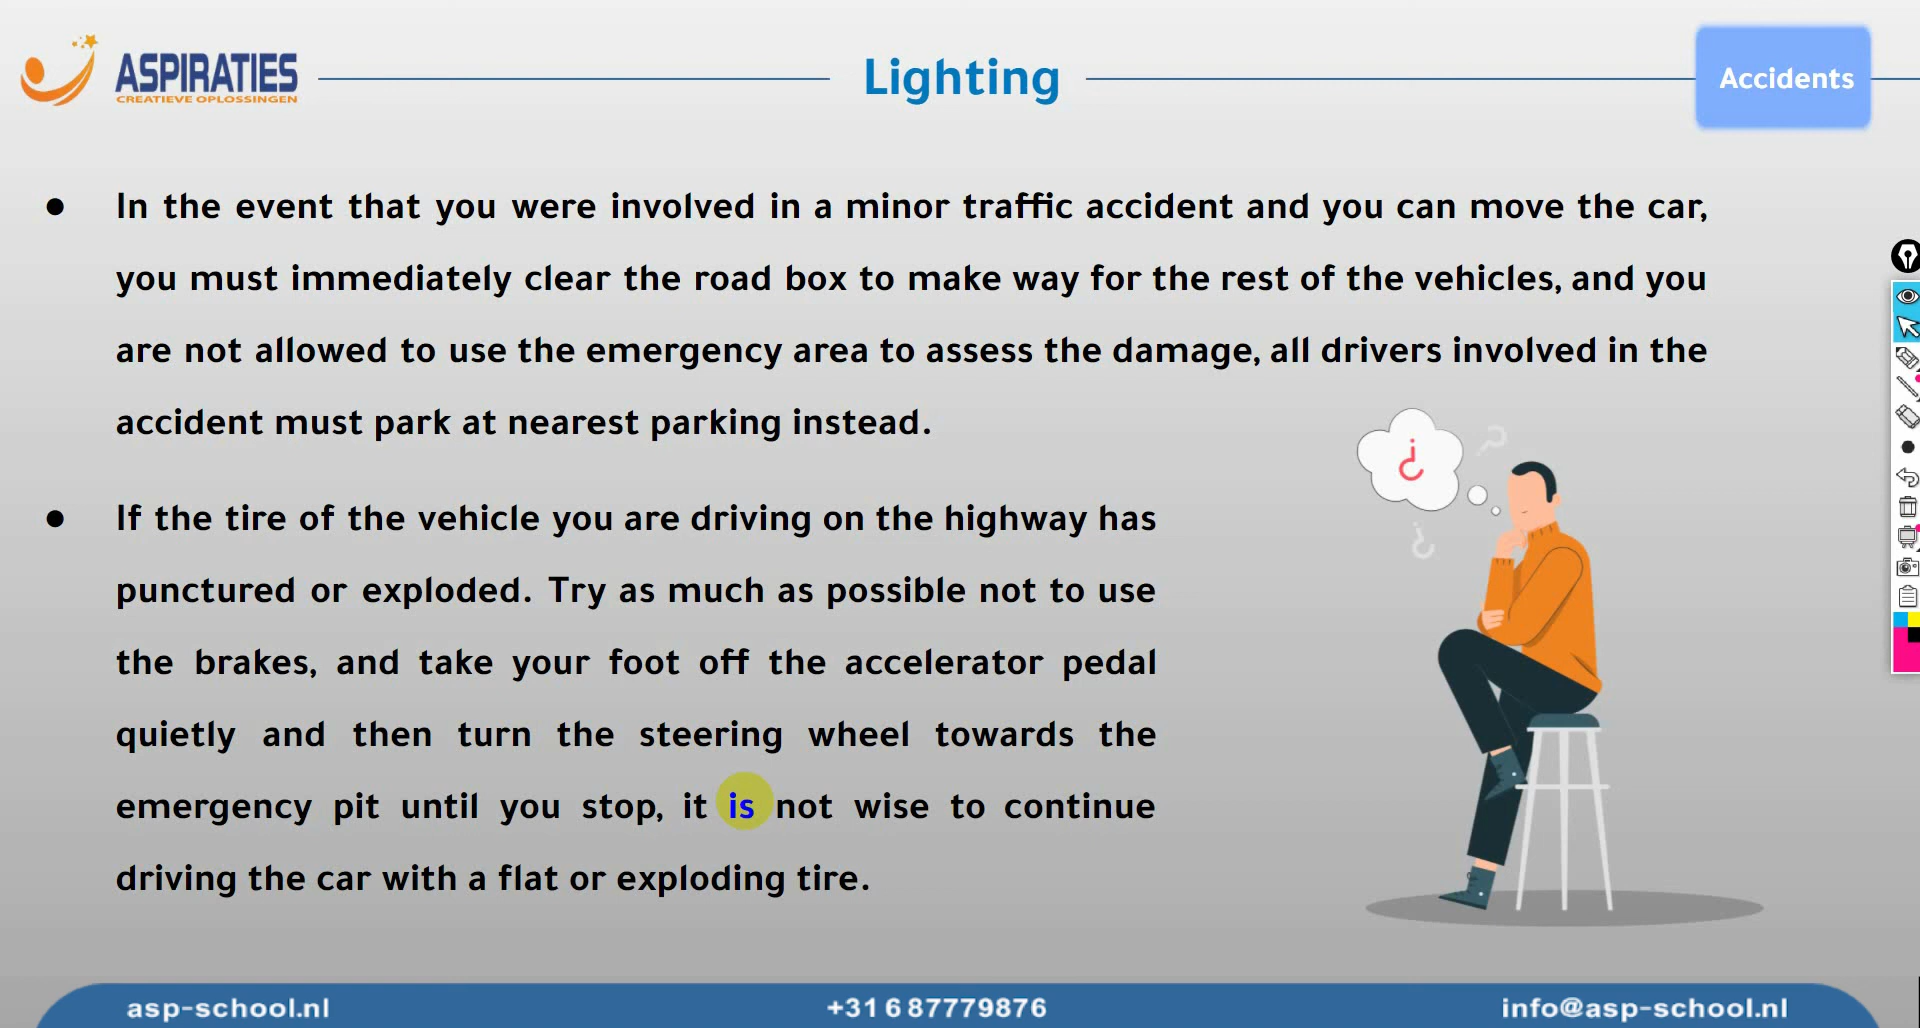 ASPIRATIES
CREATIEVE OPLOSSINGEN
Lighting
Accidents
● In the event that you were involved in a minor traffic accident and you can move the car,
you must immediately clear the road box to make way for the rest of the vehicles, and you
are not allowed to use the emergency area to assess the damage, all drivers involved in the
accident must park at nearest parking instead.
● If the tire of the vehicle you are driving on the highway has
punctured or exploded. Try as much as possible not to use
the brakes, and take your foot off the accelerator pedal
quietly and then turn the steering wheel towards the
emergency pit until you stop, it is not wise to continue
driving the car with a flat or exploding tire.
¿
?
¿
asp-school.nl
+31 6 87779876
info@asp-school.nl